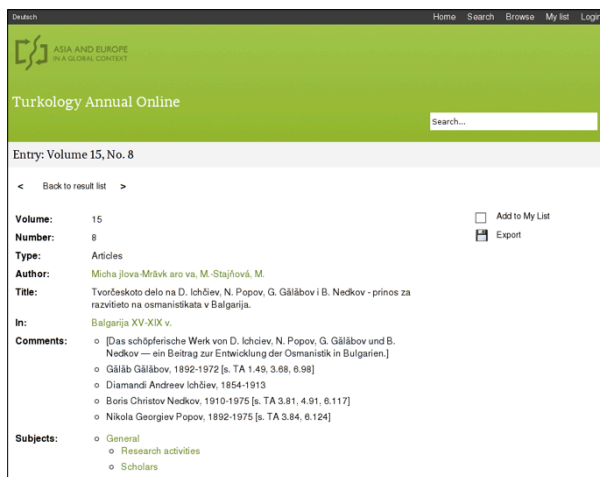 Deutsch Home Search Browse My list Login
ASIA AND EUROPE
IN A GLOBAL CONTEXT
Turkology Annual Online
Search...
Entry: Volume 15, No. 8
< Back to result list >
Volume: 15
Add to My List
Number: 8
Export
Type: Articles
Author: Micha jlova-Mrăvk aro va, M.-Stajňová, M.
Title: Tvorčeskoto delo na D. Ichčiev, N. Popov, G. Gălăbov i B. Nedkov - prinos za
razvitieto na osmanistikata v Balgarija.
In: Balgarija XV-XIX v.
Comments: [Das schöpferische Werk von D. Ichciev, N. Popov, G. Gălăbov und B.
Nedkov — ein Beitrag zur Entwicklung der Osmanistik in Bulgarien.]
Gălăb Gălăbov, 1892-1972 [s. TA 1.49, 3.68, 6.98]
Diamandi Andreev Ichčiev, 1854-1913
Boris Christov Nedkov, 1910-1975 [s. TA 3.81, 4.91, 6.117]
Nikola Georgiev Popov, 1892-1975 [s. TA 3.84, 6.124]
Subjects: General
Research activities
Scholars